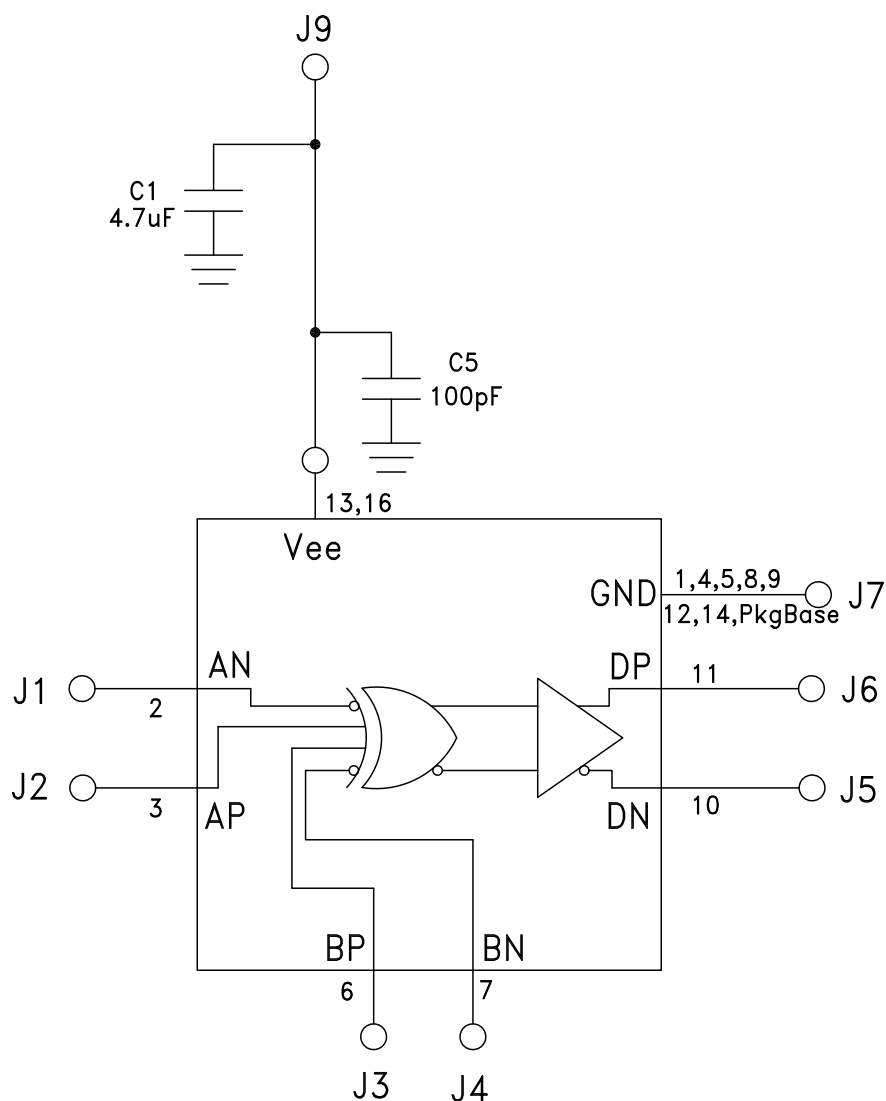 J9
C1
4.7uF
C5
100pF
13,16
Vee
GND
1,4,5,8,9
J7
12,14,PkgBase
AN
DP
J1
2
11
J6
J2
3
AP
DN
10
J5
BP
BN
6
7
J3
J4